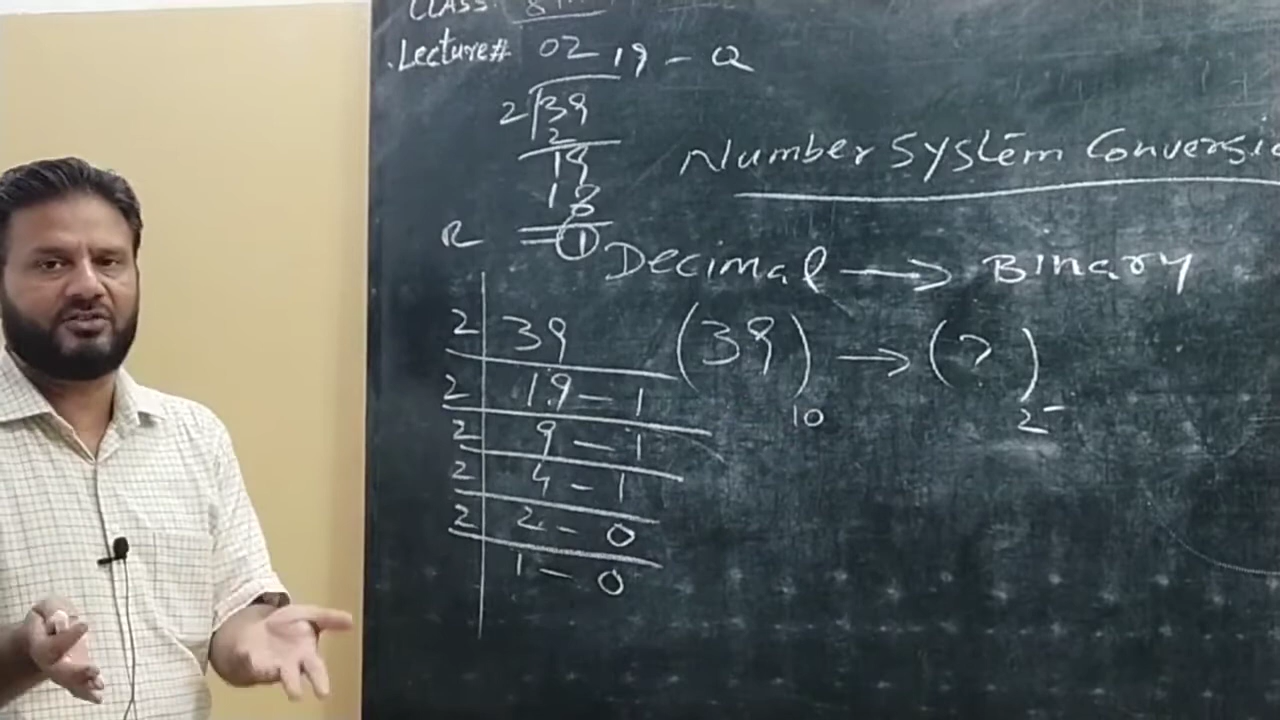 CLASS: 8th
Lecture# 02
19 - Q
2 39
2
19
18
R 1
Number System Conversio
Decimal → Binary
(39)10 → (?)2
2 39
2 19 - 1
2 9 - 1
2 4 - 1
2 2 - 0
1 - 0